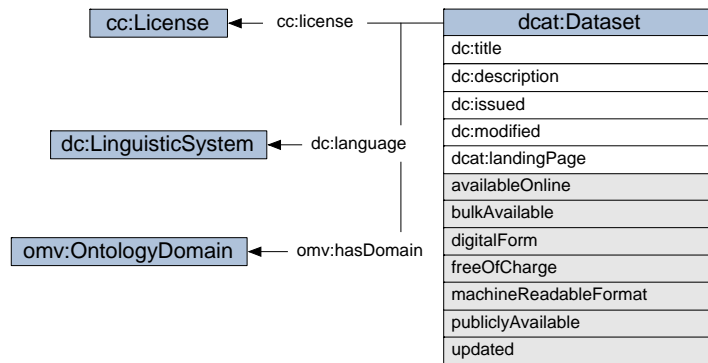 cc:License
cc:license
dcat:Dataset
dc:title
dc:description
dc:issued
dc:modified
dc:LinguisticSystem
dc:language
dcat:landingPage
availableOnline
bulkAvailable
omv:OntologyDomain
omv:hasDomain
digitalForm
freeOfCharge
machineReadableFormat
publiclyAvailable
updated